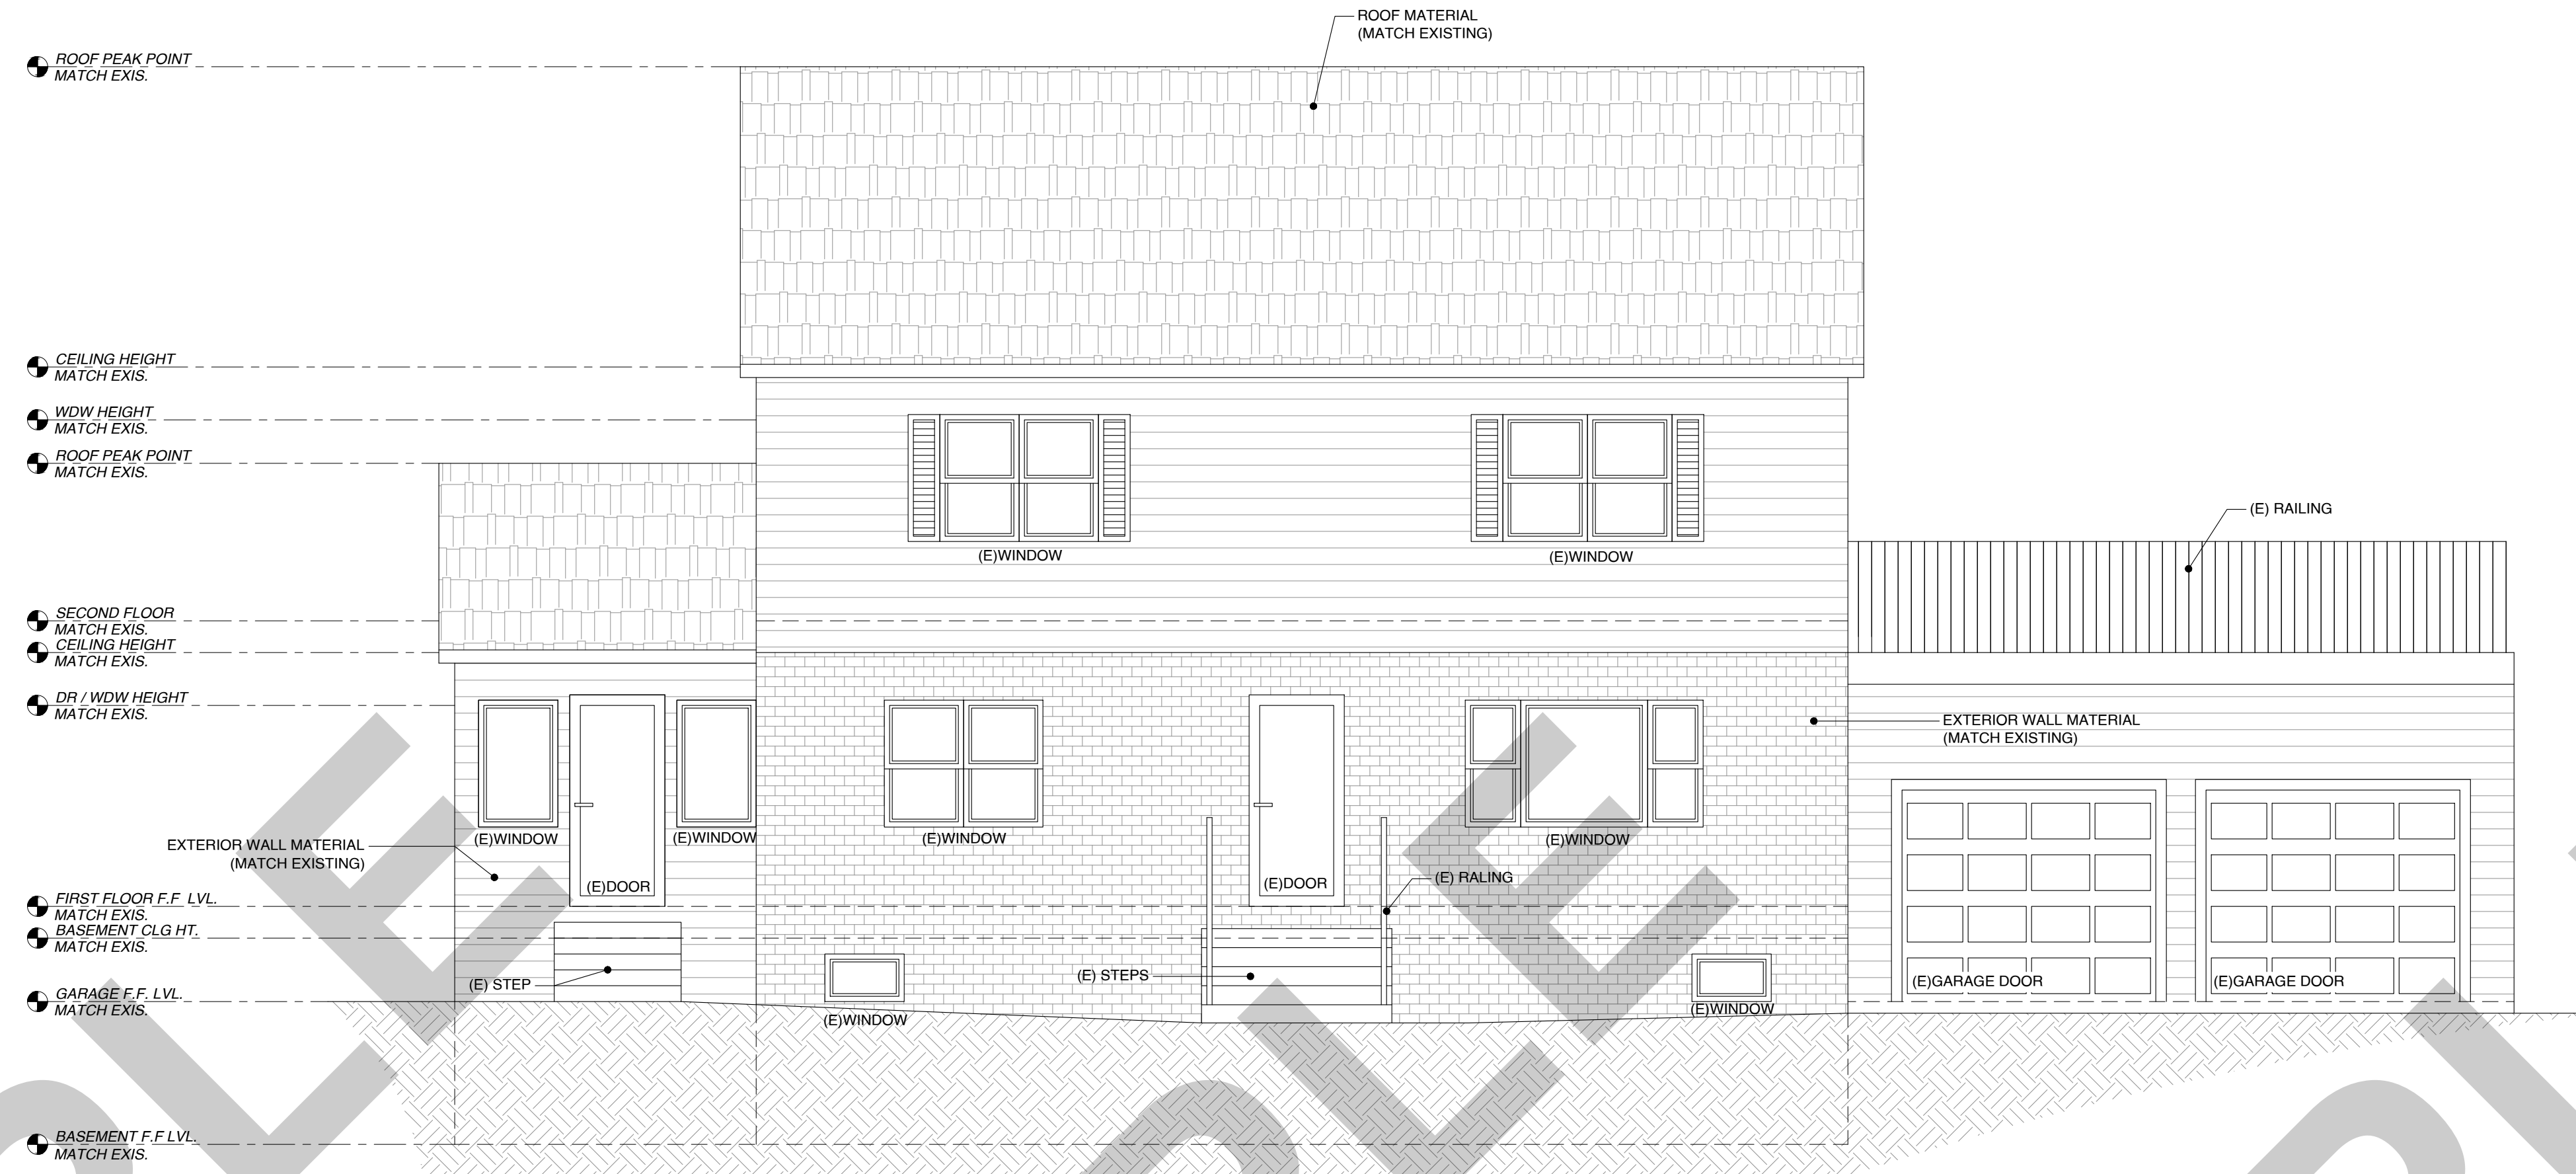 ROOF MATERIAL
(MATCH EXISTING)
ROOF PEAK POINT
MATCH EXIS.
CEILING HEIGHT
MATCH EXIS.
WDW HEIGHT
MATCH EXIS.
ROOF PEAK POINT
MATCH EXIS.
(E)WINDOW
(E)WINDOW
(E) RAILING
SECOND FLOOR
MATCH EXIS.
CEILING HEIGHT
MATCH EXIS.
DR / WDW HEIGHT
MATCH EXIS.
EXTERIOR WALL MATERIAL
(MATCH EXISTING)
(E)WINDOW
(E)WINDOW
(E)WINDOW
(E)WINDOW
EXTERIOR WALL MATERIAL
(MATCH EXISTING)
(E)DOOR
(E)DOOR
(E) RALING
FIRST FLOOR F.F LVL.
MATCH EXIS.
BASEMENT CLG HT.
MATCH EXIS.
(E) STEP
(E) STEPS
(E)GARAGE DOOR
(E)GARAGE DOOR
GARAGE F.F. LVL.
MATCH EXIS.
(E)WINDOW
(E)WINDOW
BASEMENT F.F LVL.
MATCH EXIS.
PLE
PLE
PL